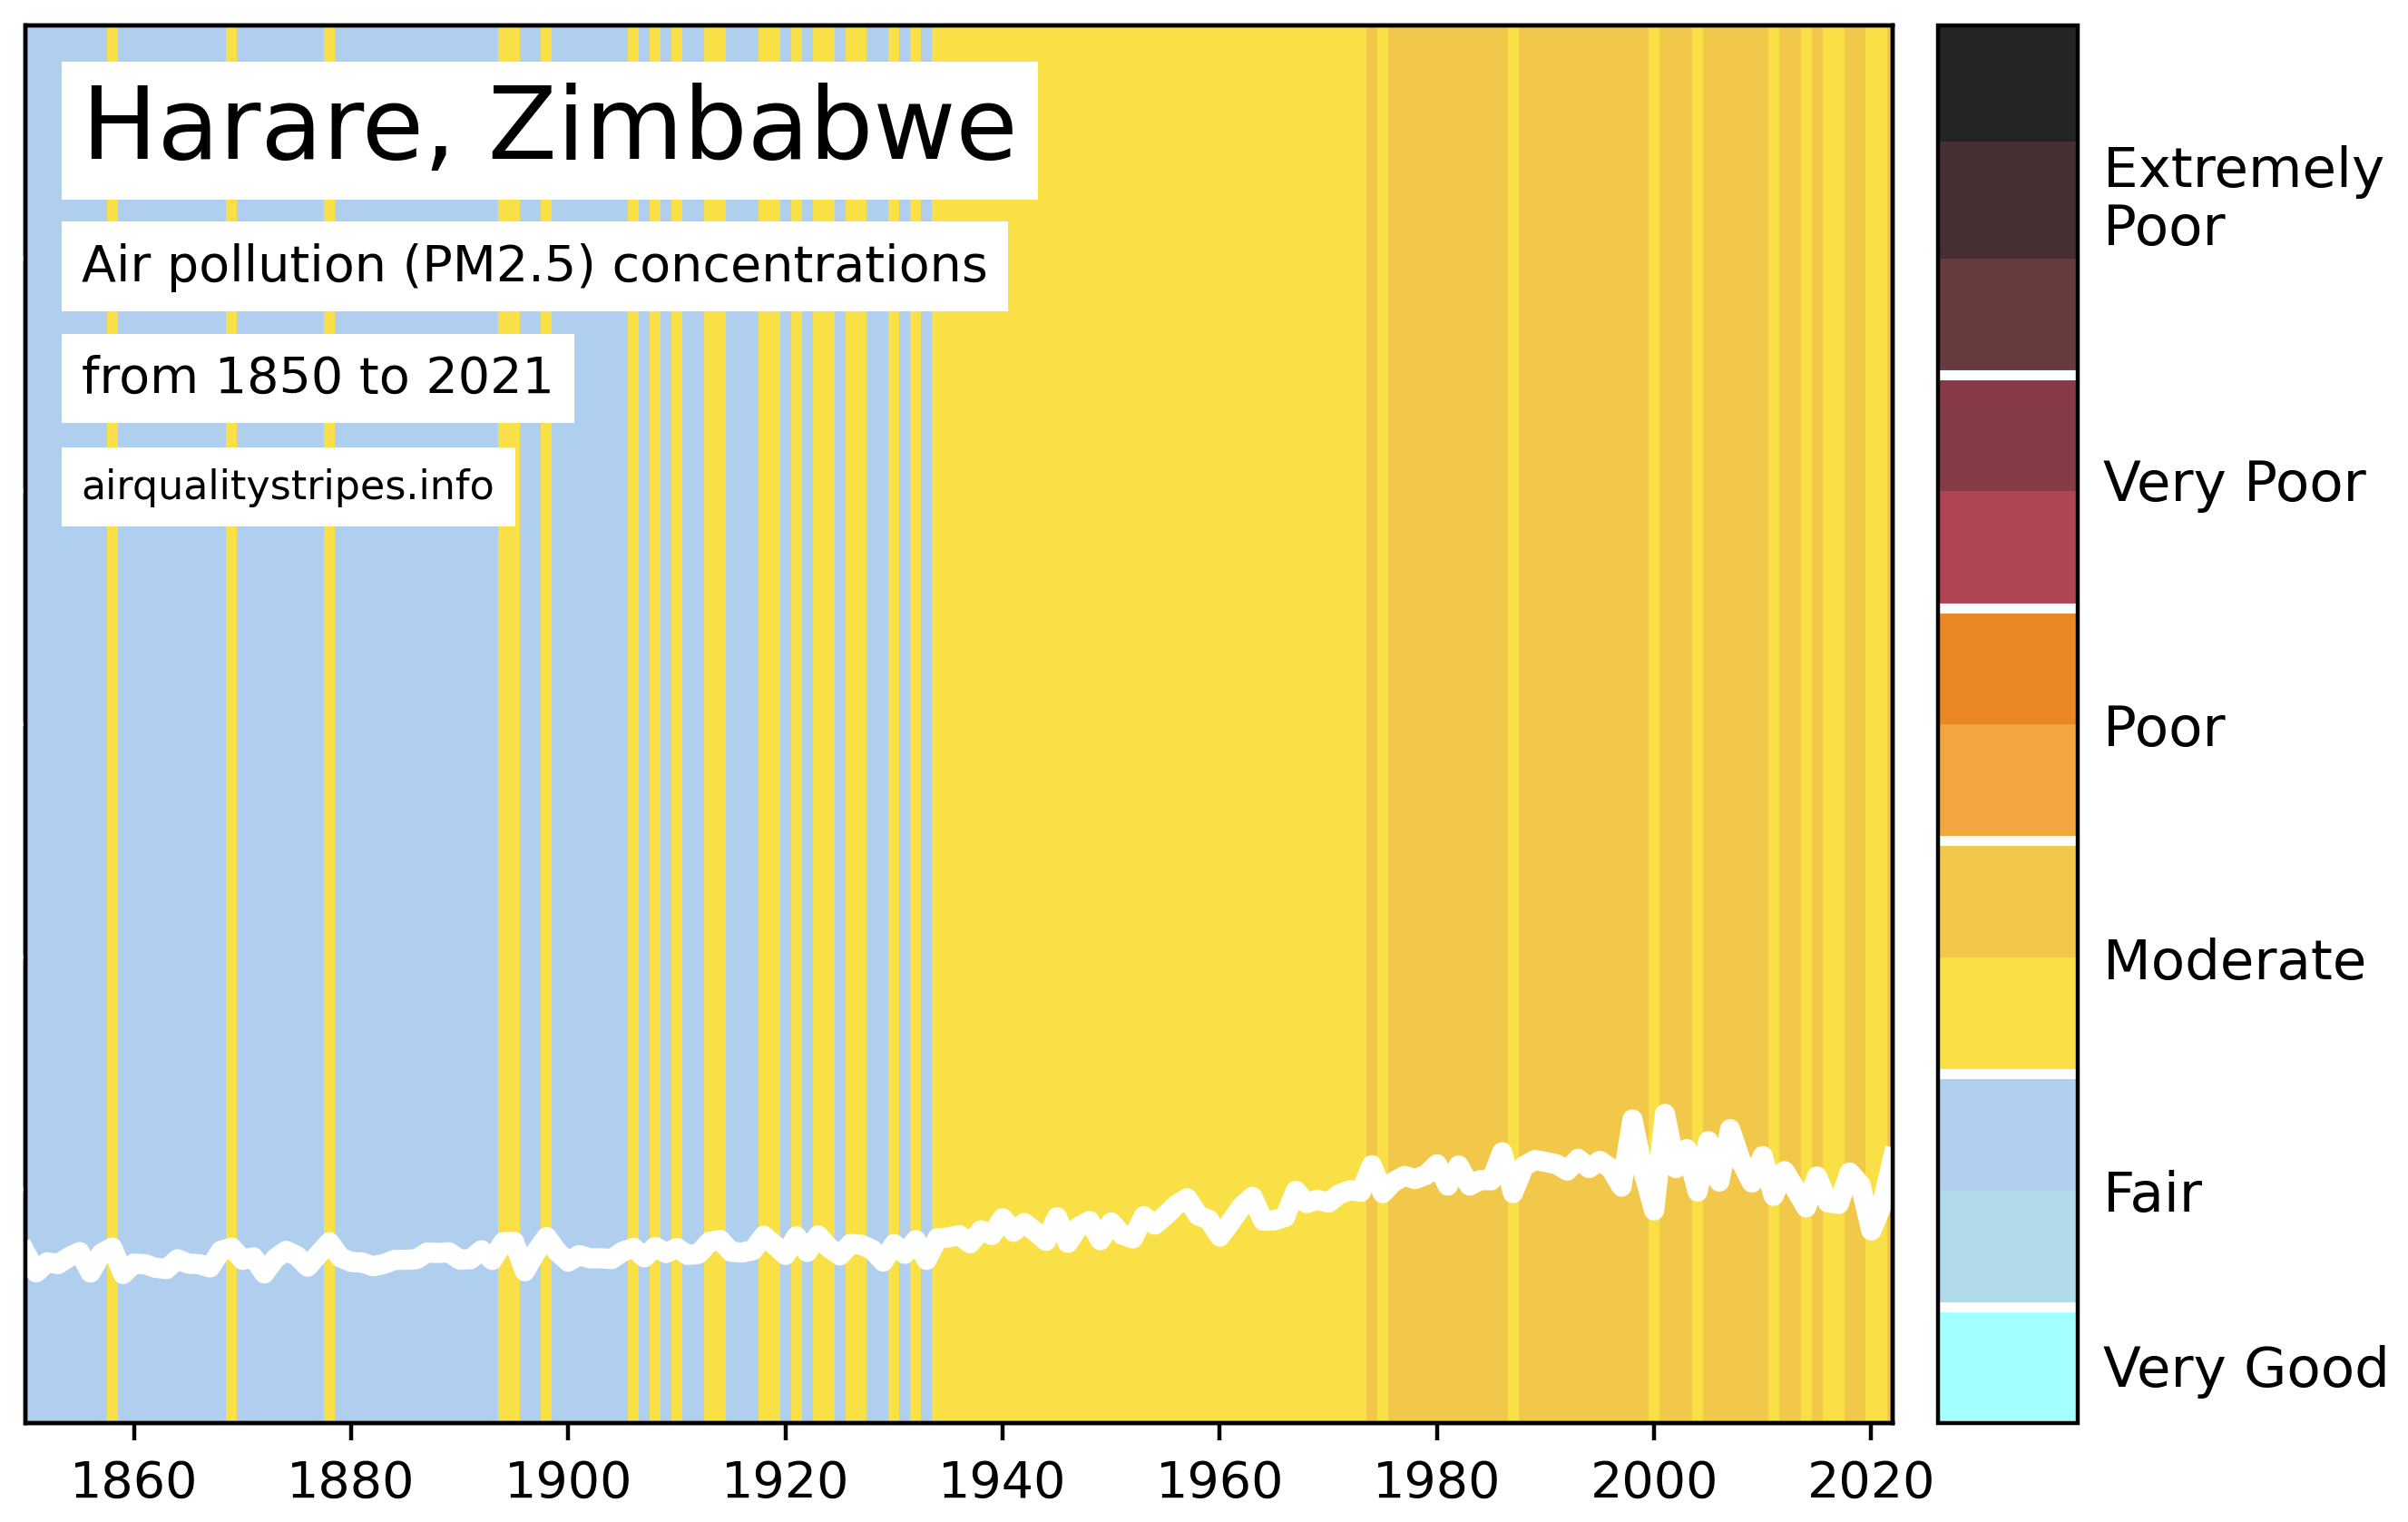 Harare, Zimbabwe
Air pollution (PM2.5) concentrations
from 1850 to 2021
airqualitystripes.info
Extremely
Poor
Very Poor
Poor
Moderate
Fair
Very Good
1860 1880 1900 1920 1940 1960 1980 2000 2020